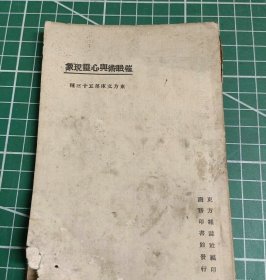 象現靈心與術眠催
種三十五第庫文方東
東方雜誌社編印
商務印書館發行